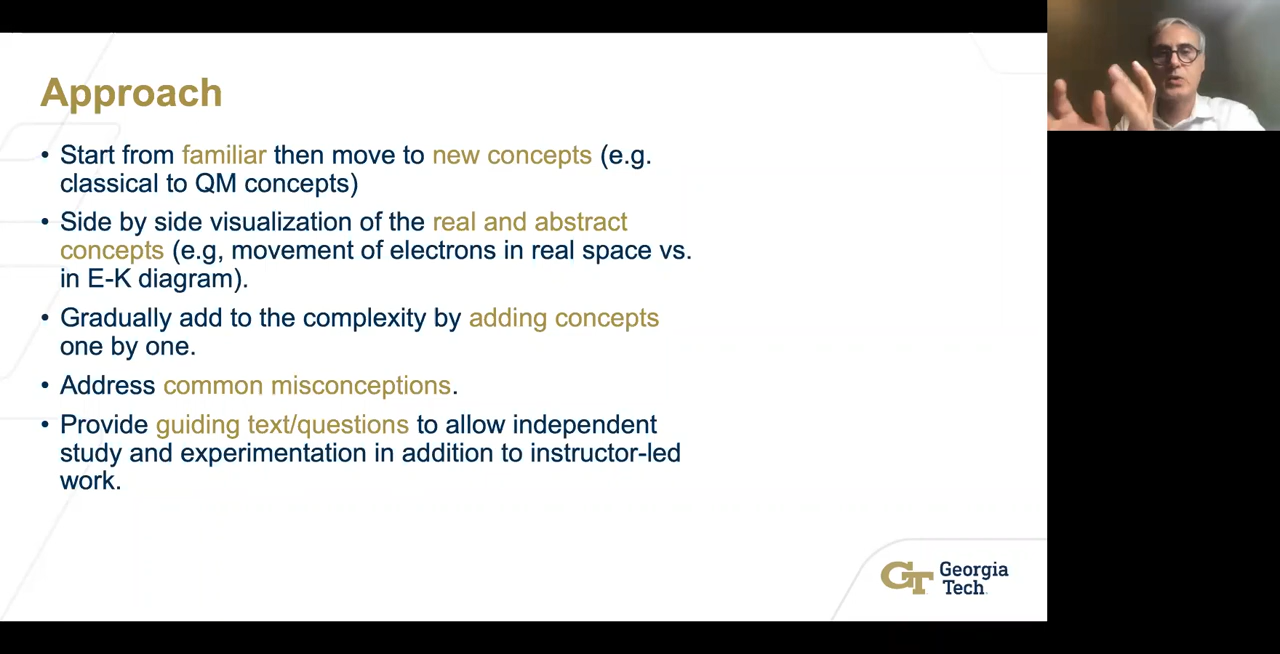 Approach
• Start from familiar then move to new concepts (e.g.
classical to QM concepts)
• Side by side visualization of the real and abstract
concepts (e.g, movement of electrons in real space vs.
in E-K diagram).
• Gradually add to the complexity by adding concepts
one by one.
• Address common misconceptions.
• Provide guiding text/questions to allow independent
study and experimentation in addition to instructor-led
work.
GT Georgia
Tech